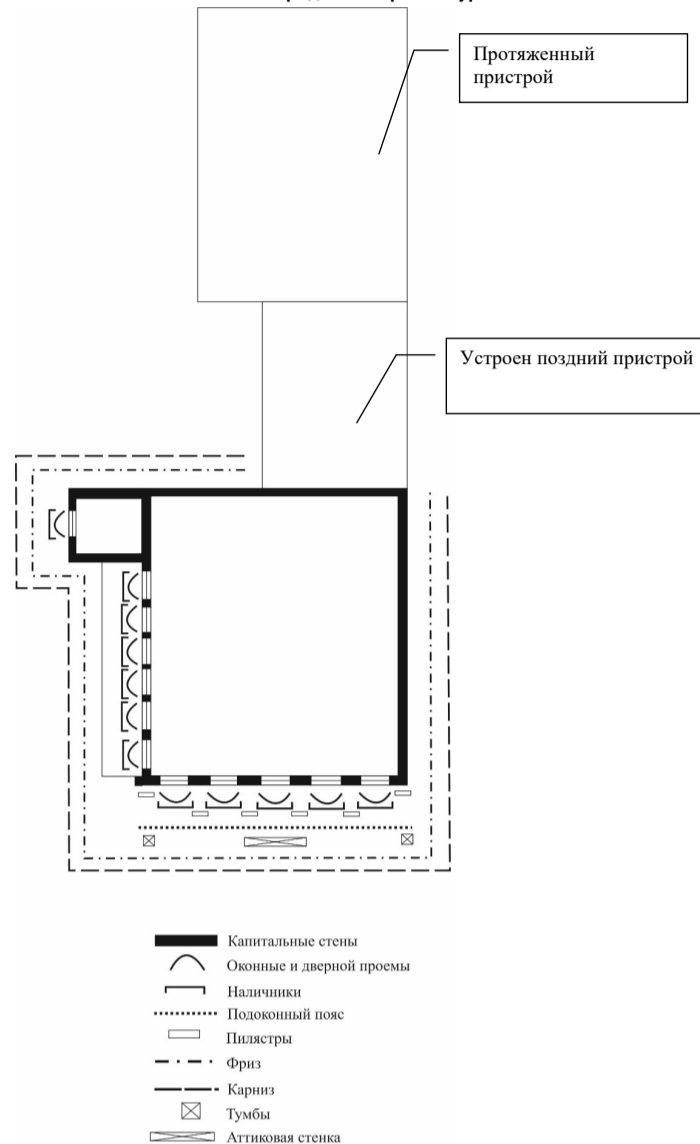 Протяженный
пристрой
Устроен поздний пристрой
Капитальные стены
Оконные и дверной проемы
Наличники
Подоконный пояс
Пилястры
Фриз
Карниз
Тумбы
Аттиковая стенка